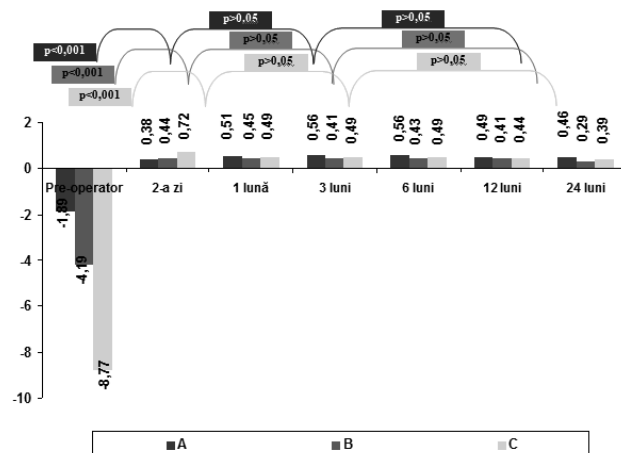 p>0,05 p>0,05
p<0,001 p>0,05 p>0,05
p<0,001 p>0,05 p>0,05
p<0,001
2
0
-2
-4
-6
-8
-10
-1,89 -4,19 -8,77
0,38 0,44 0,72
0,51 0,45 0,49
0,56 0,41 0,49
0,56 0,43 0,49
0,49 0,41 0,44
0,46 0,29 0,39
Pre-operator 2-a zi 1 lună 3 luni 6 luni 12 luni 24 luni
A B C